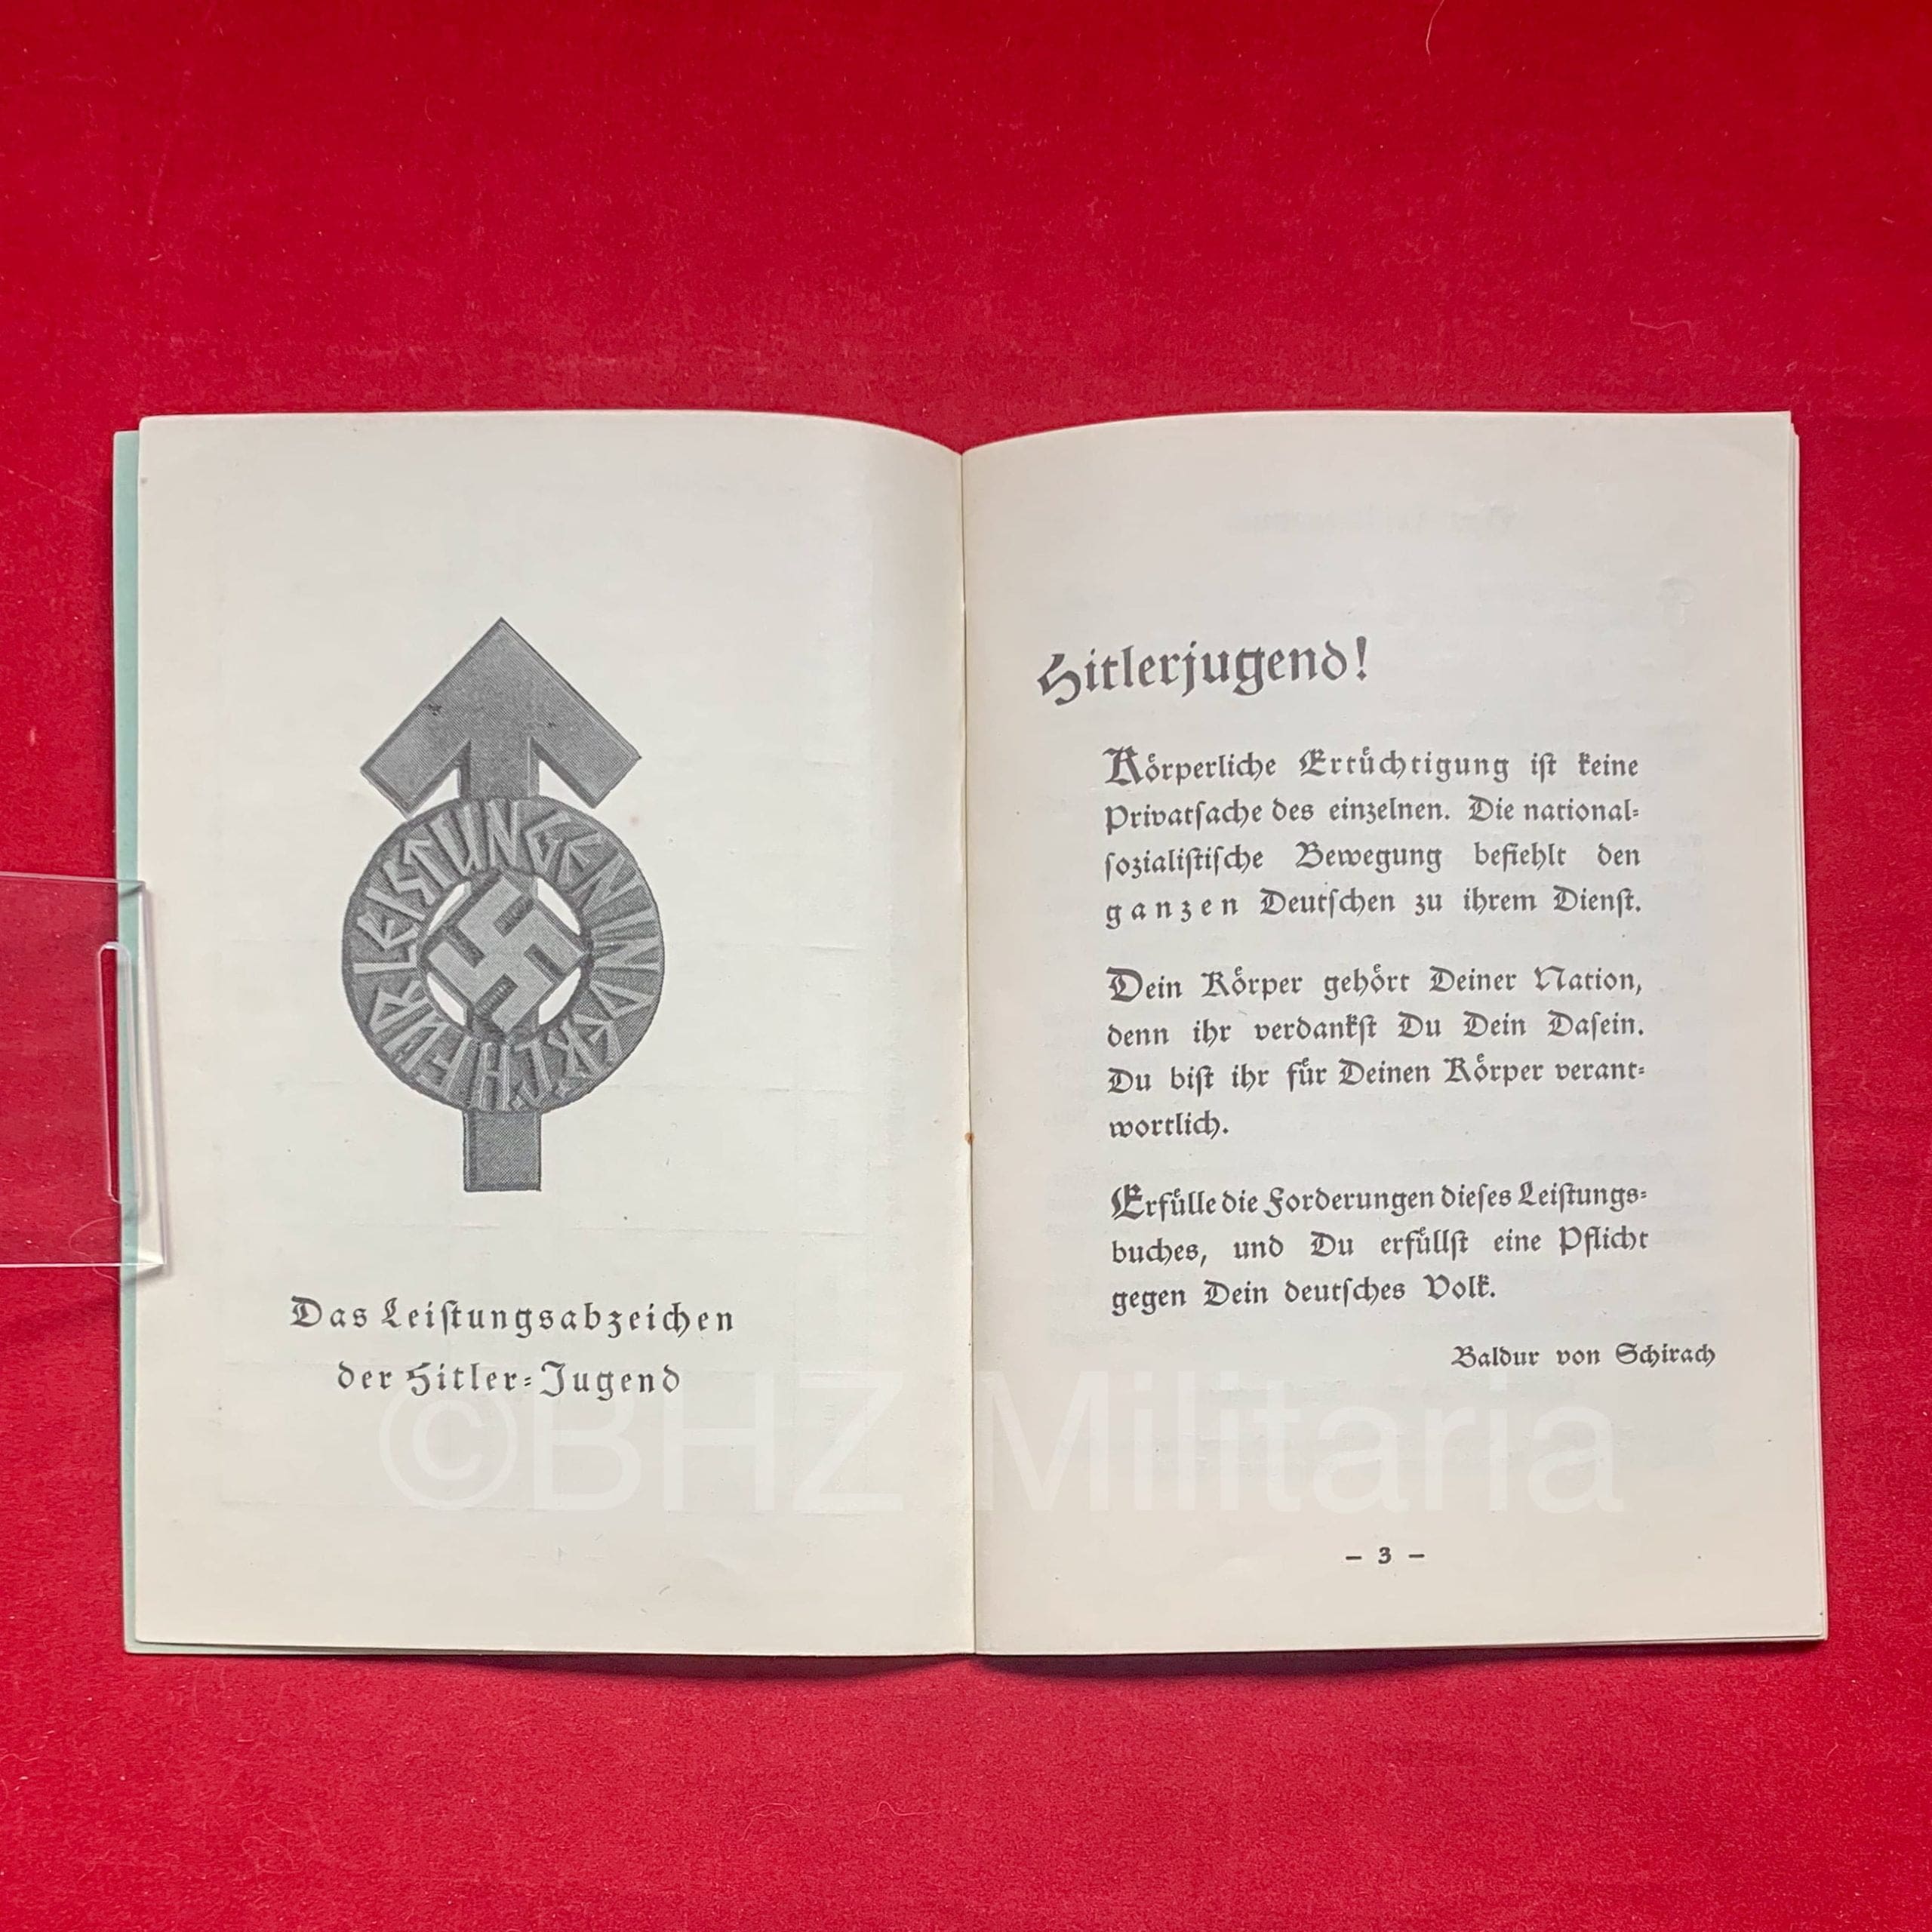 FÜR LEISTUNGEN IN DER H.J.
Das Leiſtungsabzeichen
der Hitler-Jugend
Hitlerjugend!
Körperliche Ertüchtigung iſt keine
Privatſache des einzelnen. Die national-
ſozialiſtiſche Bewegung befiehlt den
ganzen Deutſchen zu ihrem Dienſt.
Dein Körper gehört Deiner Nation,
denn ihr verdankſt Du Dein Daſein.
Du biſt ihr für Deinen Körper verant-
wortlich.
Erfülle die Forderungen dieſes Leiſtungs-
buches, und Du erfüllſt eine Pflicht
gegen Dein deutſches Volk.
Baldur von Schirach
©BHZ Militaria
– 3 –